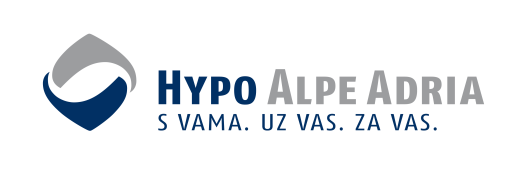 HYPO ALPE ADRIA
S VAMA. UZ VAS. ZA VAS.